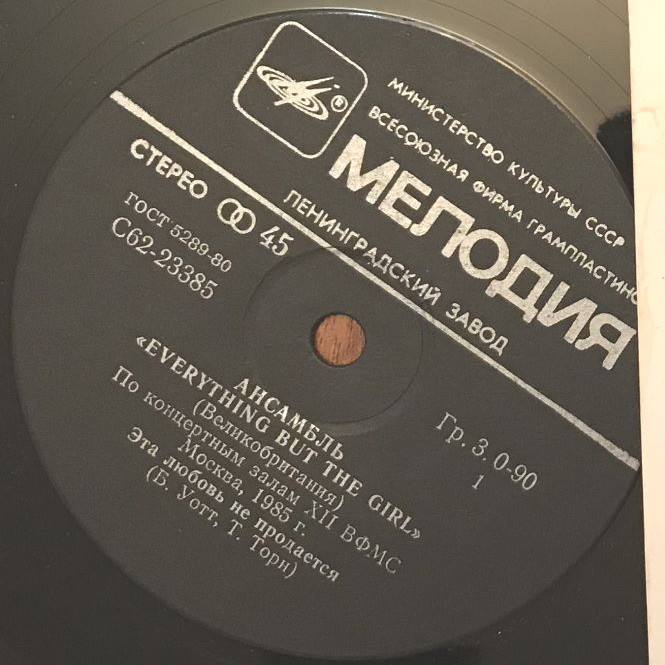 ®
МИНИСТЕРСТВО КУЛЬТУРЫ СССР
ВСЕСОЮЗНАЯ ФИРМА ГРАМПЛАСТИНО
МЕЛОДИЯ
ЛЕНИНГРАДСКИЙ ЗАВОД
СТЕРЕО 45
ГОСТ 5289-80
С62-23385
Гр. 3. 0-90
1
АНСАМБЛЬ
«EVERYTHING BUT THE GIRL»
(Великобритания)
По концертным залам XII ВФМС
Москва, 1985 г.
Эта любовь не продается
(Б. Уотт, Т. Торн)